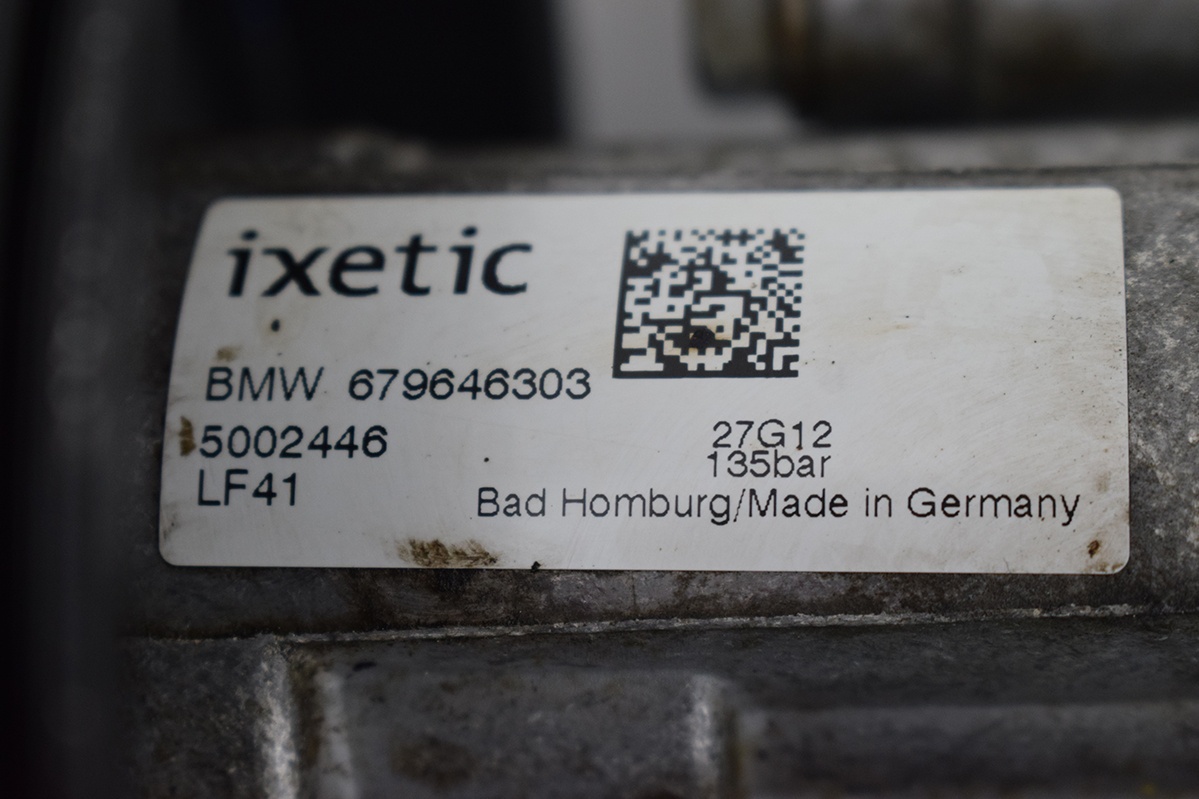 ixetic
BMW 679646303
5002446
LF41
27G12
135bar
Bad Homburg/Made in Germany